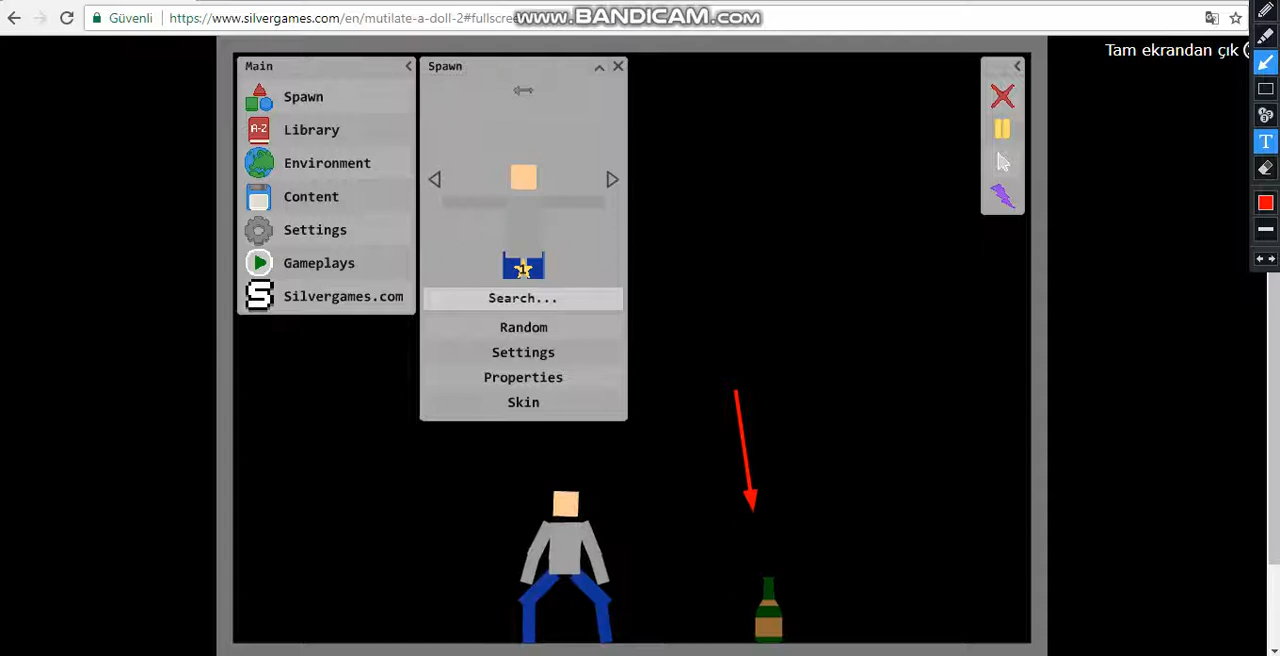 Güvenli
https://www.silvergames.com/en/mutilate-a-doll-2#fullscre
www.BANDICAM.com
Tam ekrandan çık
Main
Spawn
Library
A-Z
Environment
Content
Settings
Gameplays
S
Silvergames.com
Spawn
1
Search...
Random
Settings
Properties
Skin
T